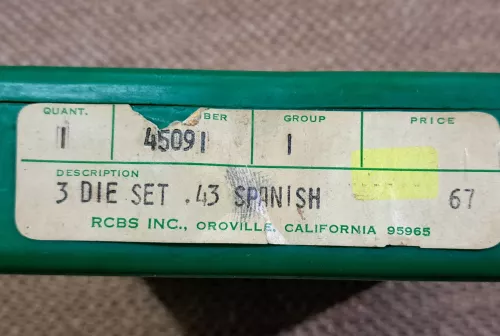 QUANT. BER GROUP PRICE
1 45091 1
DESCRIPTION
3 DIE SET .43 SPANISH 67
RCBS INC., OROVILLE, CALIFORNIA 95965